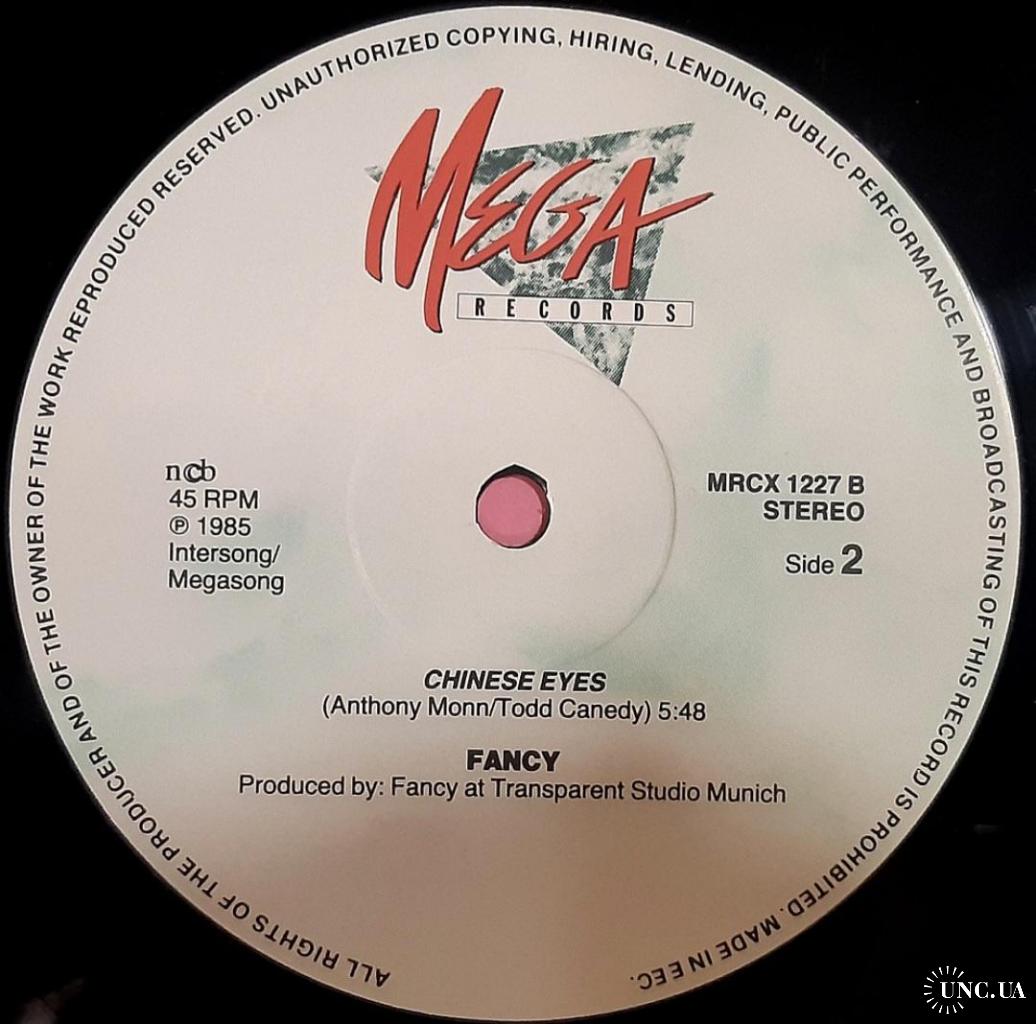 ALL RIGHTS OF THE PRODUCER AND OF THE OWNER OF THE WORK REPRODUCED RESERVED. UNAUTHORIZED COPYING, HIRING, LENDING, PUBLIC PERFORMANCE AND BROADCASTING OF THIS RECORD IS PROHIBITED. MADE IN EEC.
MEGA
RECORDS
ncb
45 RPM
℗ 1985
Intersong/
Megasong
MRCX 1227 B
STEREO
Side 2
CHINESE EYES
(Anthony Monn/Todd Canedy) 5:48
FANCY
Produced by: Fancy at Transparent Studio Munich
UNC.UA